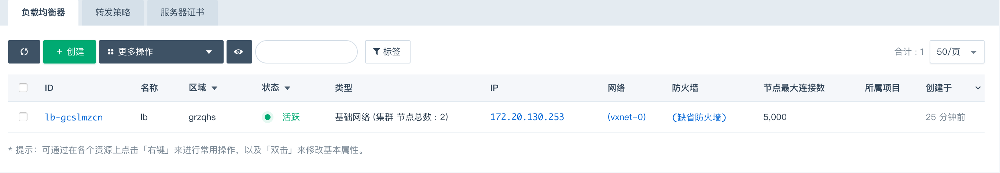 负载均衡器 转发策略 服务器证书
+ 创建 更多操作 标签 合计：1 50/页
ID 名称 区域 状态 类型 IP 网络 防火墙 节点最大连接数 所属项目 创建于
lb-gcslmzcn lb grzqhs 活跃 基础网络 (集群 节点总数：2) 172.20.130.253 (vxnet-0) (缺省防火墙) 5,000 25 分钟前
* 提示：可通过在各个资源上点击「右键」来进行常用操作，以及「双击」来修改基本属性。